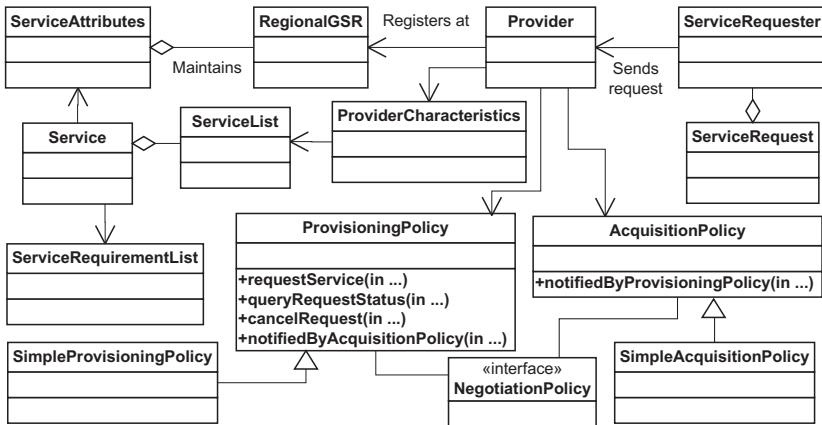 ServiceAttributes
RegionalGSR
Registers at
Provider
ServiceRequester
Maintains
Sends
request
Service
ServiceList
ProviderCharacteristics
ServiceRequest
ServiceRequirementList
ProvisioningPolicy
+requestService(in ...)
+queryRequestStatus(in ...)
+cancelRequest(in ...)
+notifiedByAcquisitionPolicy(in ...)
AcquisitionPolicy
+notifiedByProvisioningPolicy(in ...)
SimpleProvisioningPolicy
«interface»
NegotiationPolicy
SimpleAcquisitionPolicy